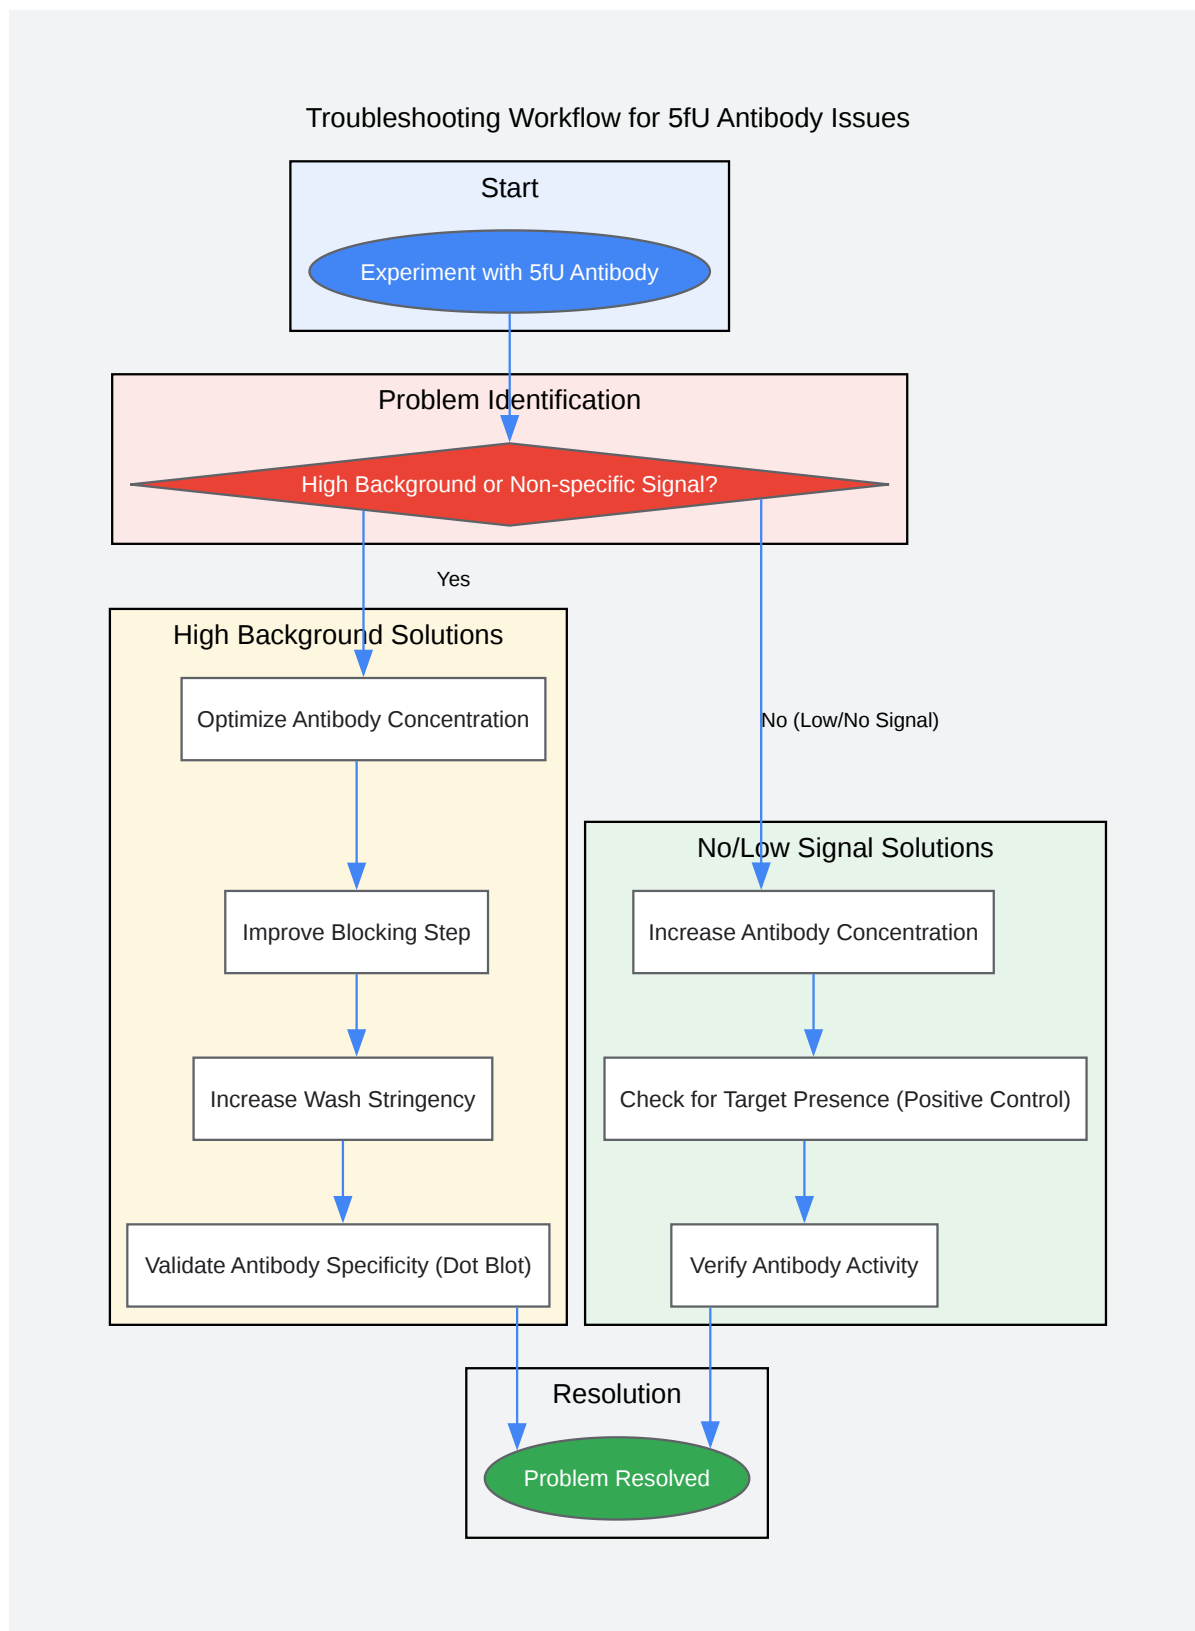 Troubleshooting Workflow for 5fU Antibody Issues
Start
Experiment with 5fU Antibody
Problem Identification
High Background or Non-specific Signal?
Yes
High Background Solutions
Optimize Antibody Concentration
No (Low/No Signal)
No/Low Signal Solutions
Improve Blocking Step
Increase Antibody Concentration
Increase Wash Stringency
Check for Target Presence (Positive Control)
Validate Antibody Specificity (Dot Blot)
Verify Antibody Activity
Resolution
Problem Resolved